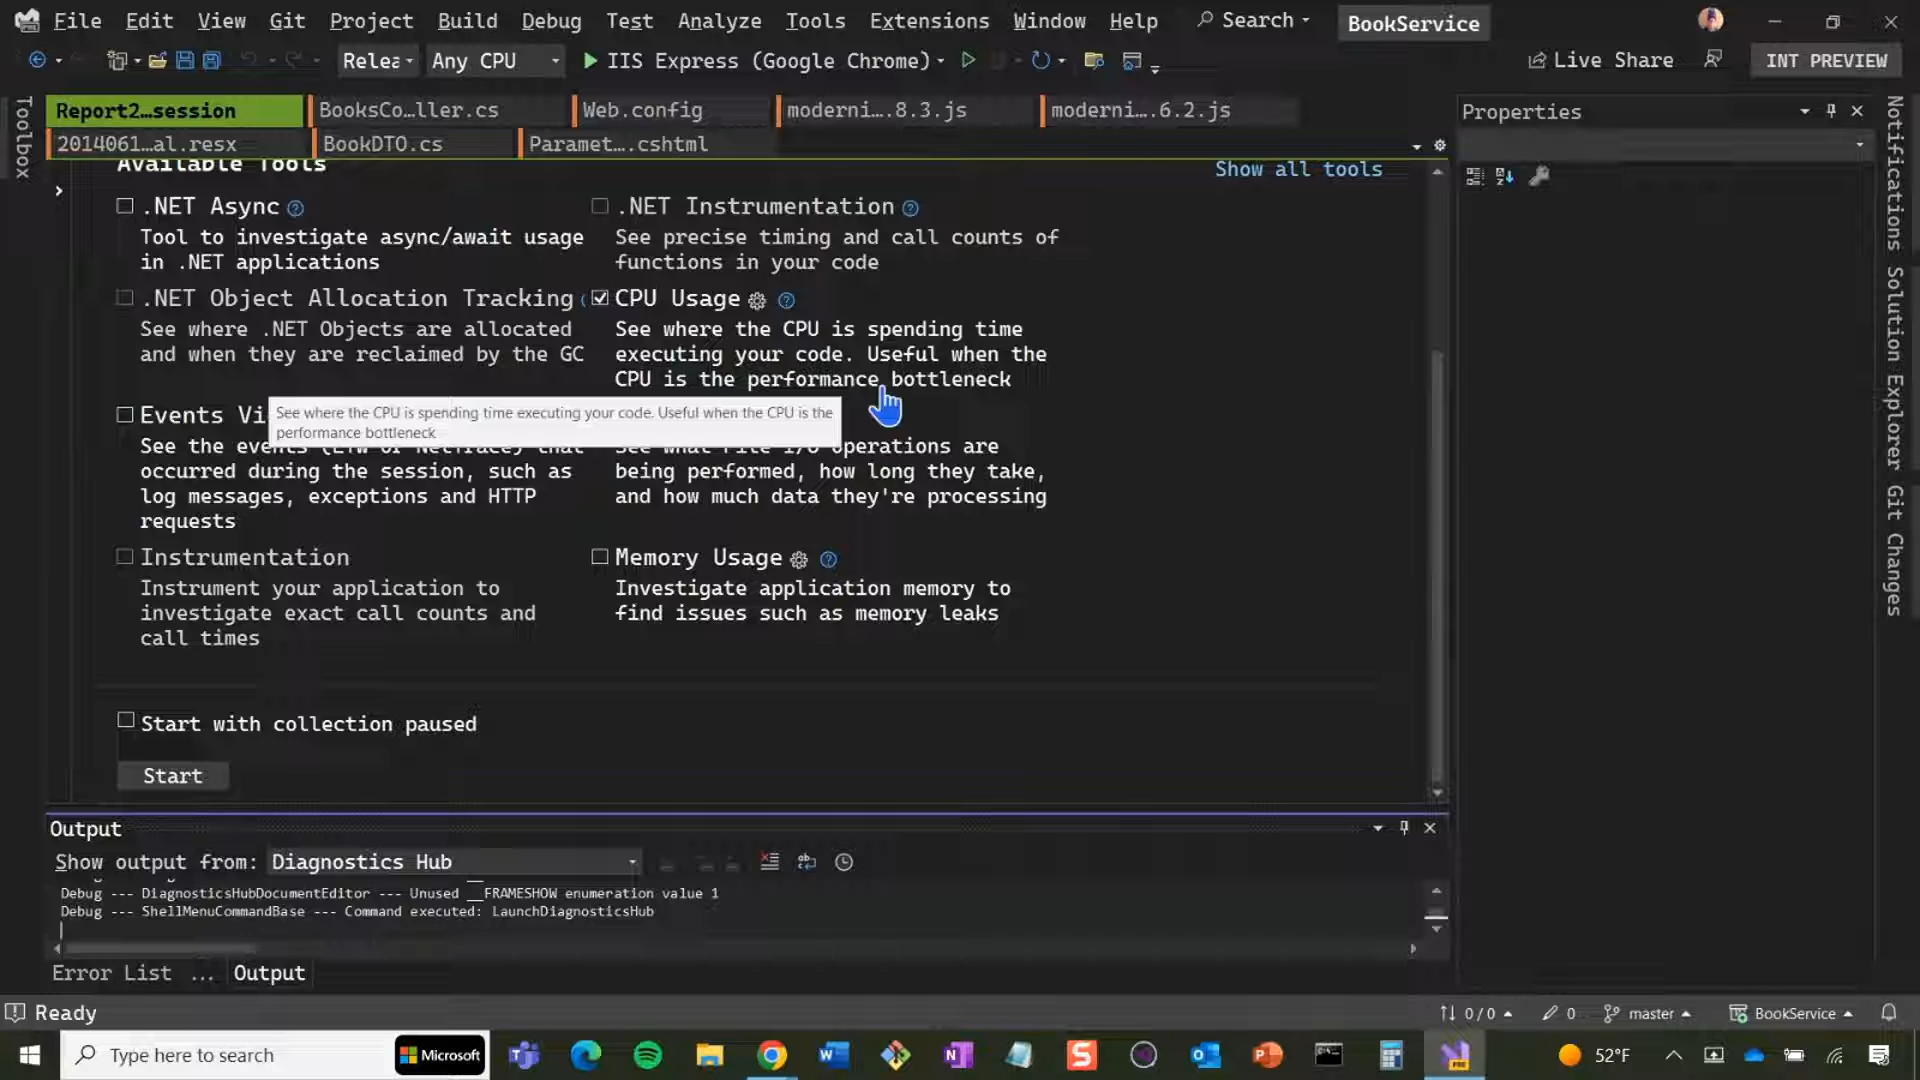 File Edit View Git Project Build Debug Test Analyze Tools Extensions Window Help Search BookService
Relea Any CPU IIS Express (Google Chrome) Live Share INT PREVIEW
Toolbox
Report2…session BooksCo…ller.cs Web.config moderni….8.3.js moderni….6.2.js
2014061…al.resx BookDTO.cs Paramet….cshtml
Properties
Notifications
Solution Explorer
Git Changes
Available Tools
Show all tools
.NET Async
Tool to investigate async/await usage
in .NET applications
.NET Instrumentation
See precise timing and call counts of
functions in your code
.NET Object Allocation Tracking
See where .NET Objects are allocated
and when they are reclaimed by the GC
CPU Usage
See where the CPU is spending time
executing your code. Useful when the
CPU is the performance bottleneck
See where the CPU is spending time executing your code. Useful when the CPU is the
performance bottleneck
Events Vi
See the events (ETW or NetTrace) that
occurred during the session, such as
log messages, exceptions and HTTP
requests
See what File I/O operations are
being performed, how long they take,
and how much data they're processing
Instrumentation
Instrument your application to
investigate exact call counts and
call times
Memory Usage
Investigate application memory to
find issues such as memory leaks
Start with collection paused
Start
Output
Show output from: Diagnostics Hub
Debug --- DiagnosticsHubDocumentEditor --- Unused __FRAMESHOW enumeration value 1
Debug --- ShellMenuCommandBase --- Command executed: LaunchDiagnosticsHub
Error List ... Output
Ready
0/0 0 master BookService
Type here to search Microsoft 52°F